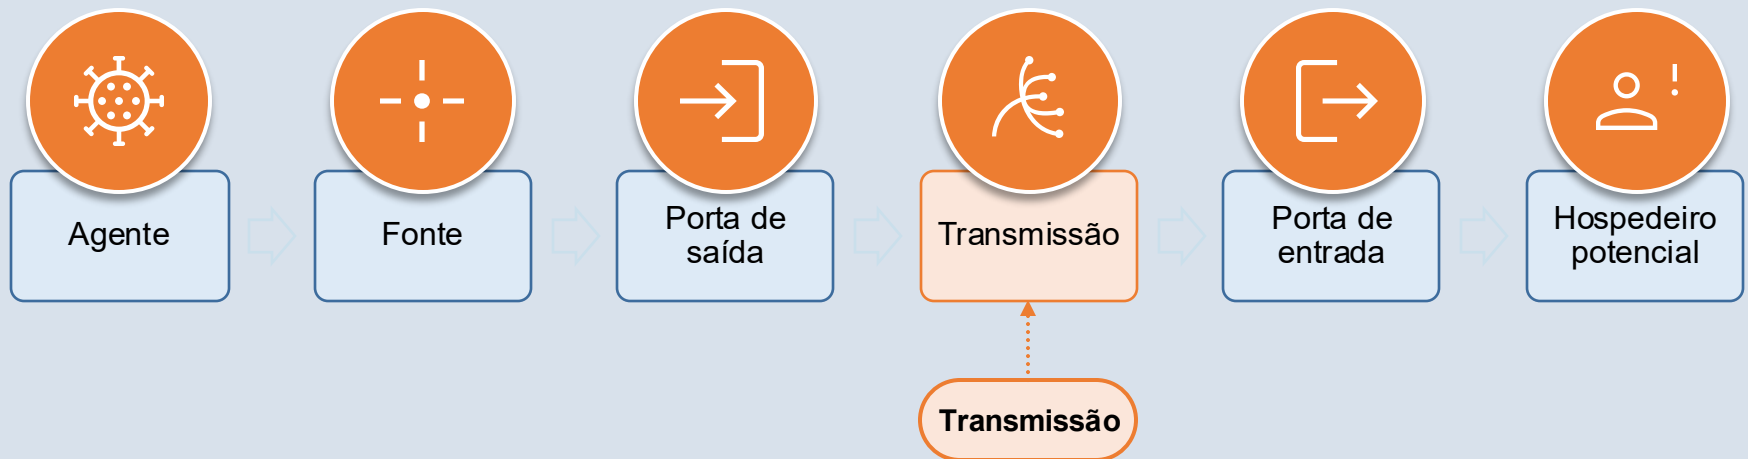 Agente
Fonte
Porta de
saída
Transmissão
Porta de
entrada
Hospedeiro
potencial
Transmissão